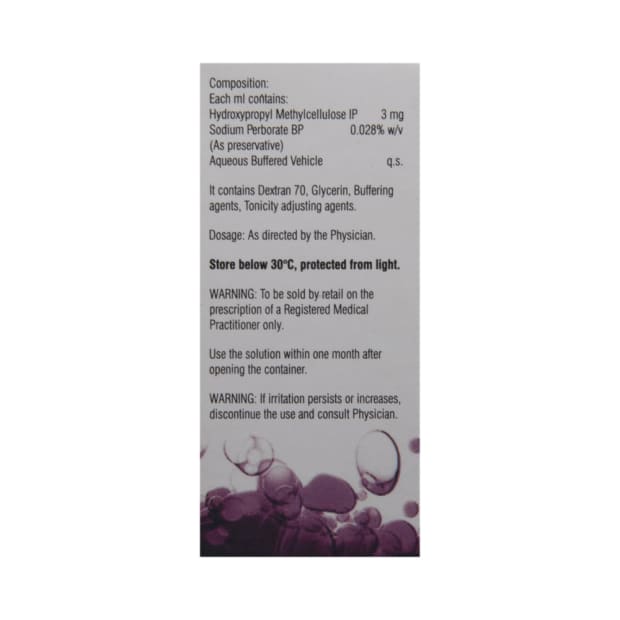 Composition:
Each ml contains:
Hydroxypropyl Methylcellulose IP 3 mg
Sodium Perborate BP 0.028% w/v
(As preservative)
Aqueous Buffered Vehicle q.s.
It contains Dextran 70, Glycerin, Buffering
agents, Tonicity adjusting agents.
Dosage: As directed by the Physician.
Store below 30ºC, protected from light.
WARNING: To be sold by retail on the
prescription of a Registered Medical
Practitioner only.
Use the solution within one month after
opening the container.
WARNING: If irritation persists or increases,
discontinue the use and consult Physician.